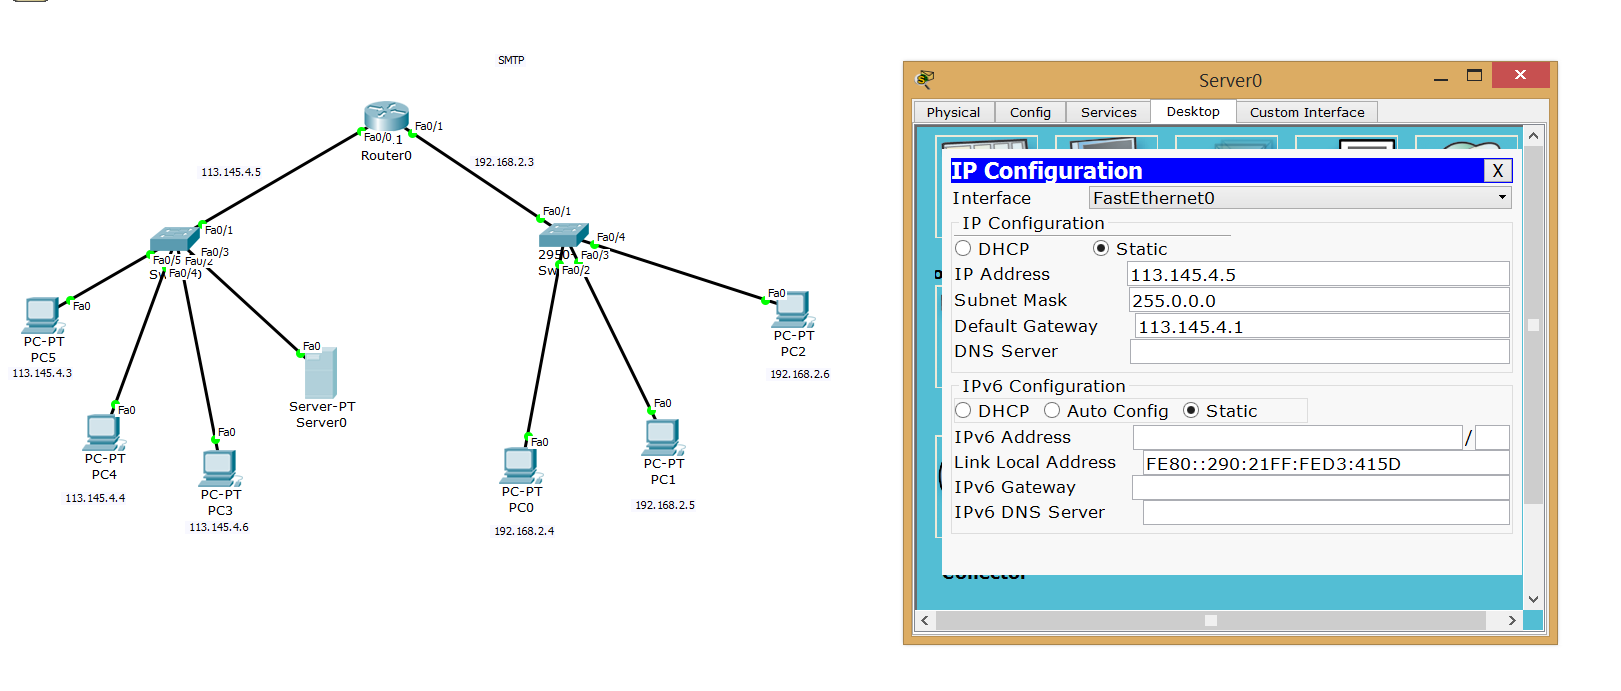 SMTP
Fa0/0
.1
Fa0/1
Router0
113.145.4.5
192.168.2.3
Fa0/1
Fa0/3
Fa0/5
Fa0/2
Fa0/4
Fa0
PC-PT
PC5
113.145.4.3
Fa0
PC-PT
PC4
113.145.4.4
Fa0
PC-PT
PC3
113.145.4.6
Fa0
Server-PT
Server0
Fa0/1
Fa0/4
Fa0/3
Fa0/2
Fa0
PC-PT
PC0
192.168.2.4
Fa0
PC-PT
PC1
192.168.2.5
Fa0
PC-PT
PC2
192.168.2.6
Server0
Physical Config Services Desktop Custom Interface
IP Configuration X
Interface FastEthernet0
IP Configuration
DHCP Static
IP Address 113.145.4.5
Subnet Mask 255.0.0.0
Default Gateway 113.145.4.1
DNS Server
IPv6 Configuration
DHCP Auto Config Static
IPv6 Address /
Link Local Address FE80::290:21FF:FED3:415D
IPv6 Gateway
IPv6 DNS Server
Collector